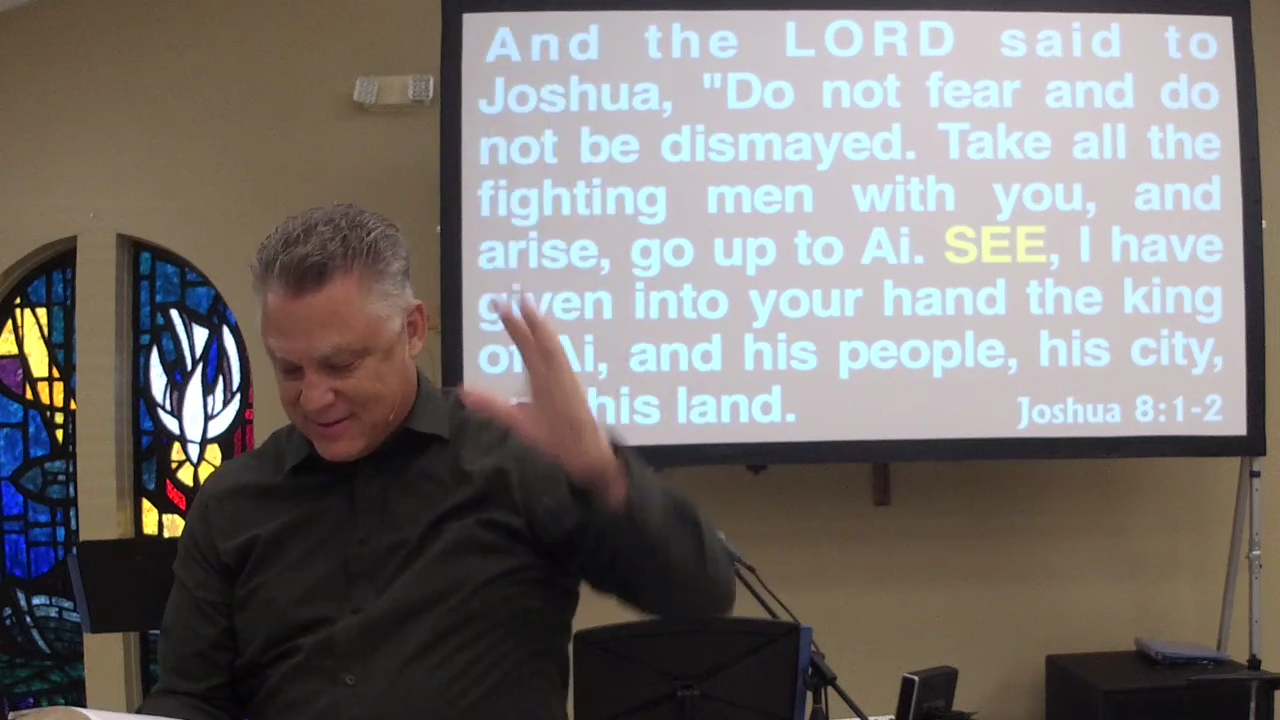 And the LORD said to
Joshua, "Do not fear and do
not be dismayed. Take all the
fighting men with you, and
arise, go up to Ai. SEE, I have
given into your hand the king
of Ai, and his people, his city,
his land.
Joshua 8:1-2